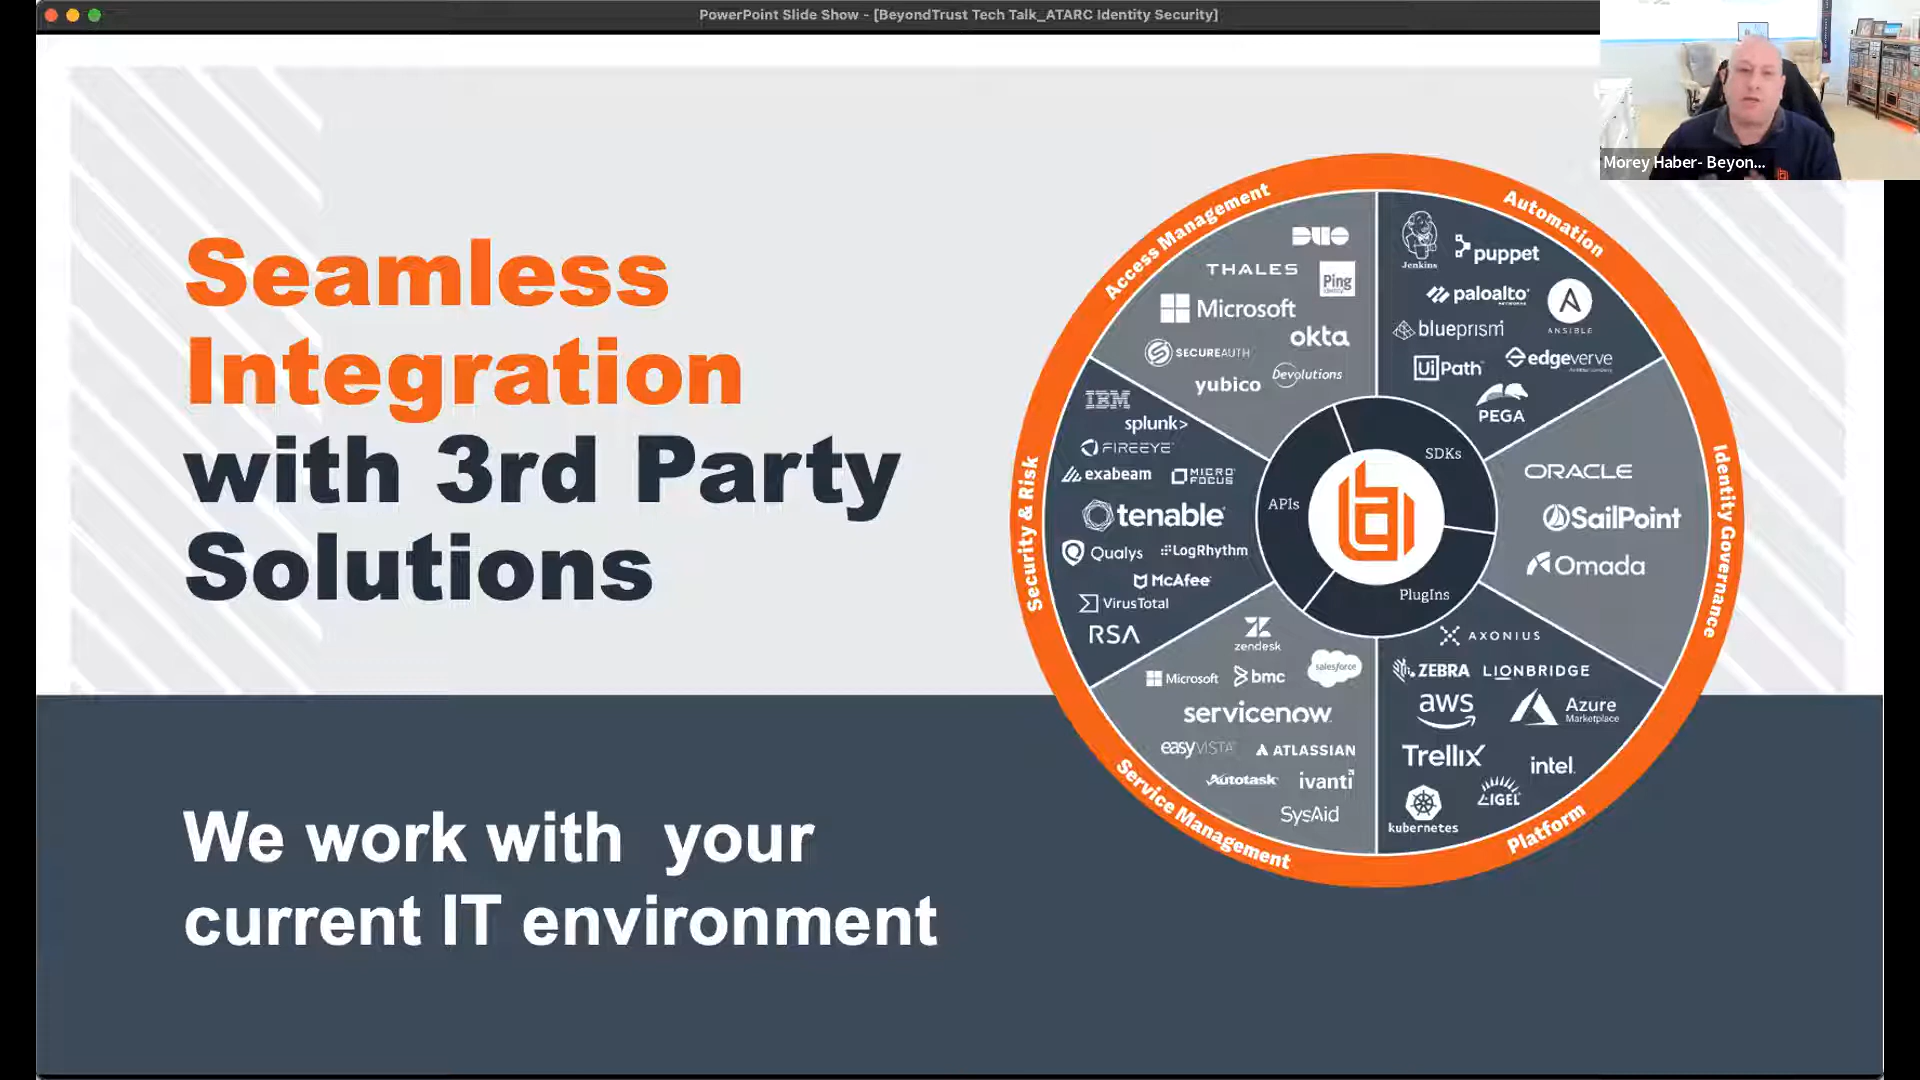 PowerPoint Slide Show - [BeyondTrust Tech Talk_ATARC Identity Security]
Morey Haber- Beyon...
Seamless
Integration
with 3rd Party
Solutions
We work with  your
current IT environment
Access Management
DUO
THALES
Ping
Identity
Microsoft
okta
SECUREAUTH
yubico
Devolutions
Automation
Jenkins
puppet
paloalto
NETWORKS
ANSIBLE
blueprism
UiPath
edgeverve
PEGA
Identity Governance
ORACLE
SailPoint
Omada
Platform
AXONIUS
ZEBRA
LIONBRIDGE
aws
Azure
Marketplace
Trellix
intel.
IGEL
kubernetes
Service Management
zendesk
Microsoft
bmc
salesforce
servicenow
easyVISTA
ATLASSIAN
Autotask
ivanti
SysAid
Security & Risk
IBM
splunk>
FIREEYE
exabeam
MICRO
FOCUS
tenable
Qualys
LogRhythm
McAfee
VirusTotal
RSA
APIs
SDKs
PlugIns